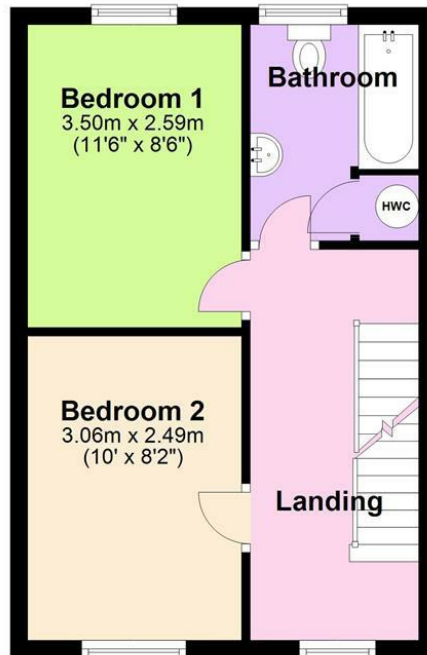 Bedroom 1
3.50m x 2.59m
(11'6" x 8'6")
Bathroom
HWC
Bedroom 2
3.06m x 2.49m
(10' x 8'2")
Landing